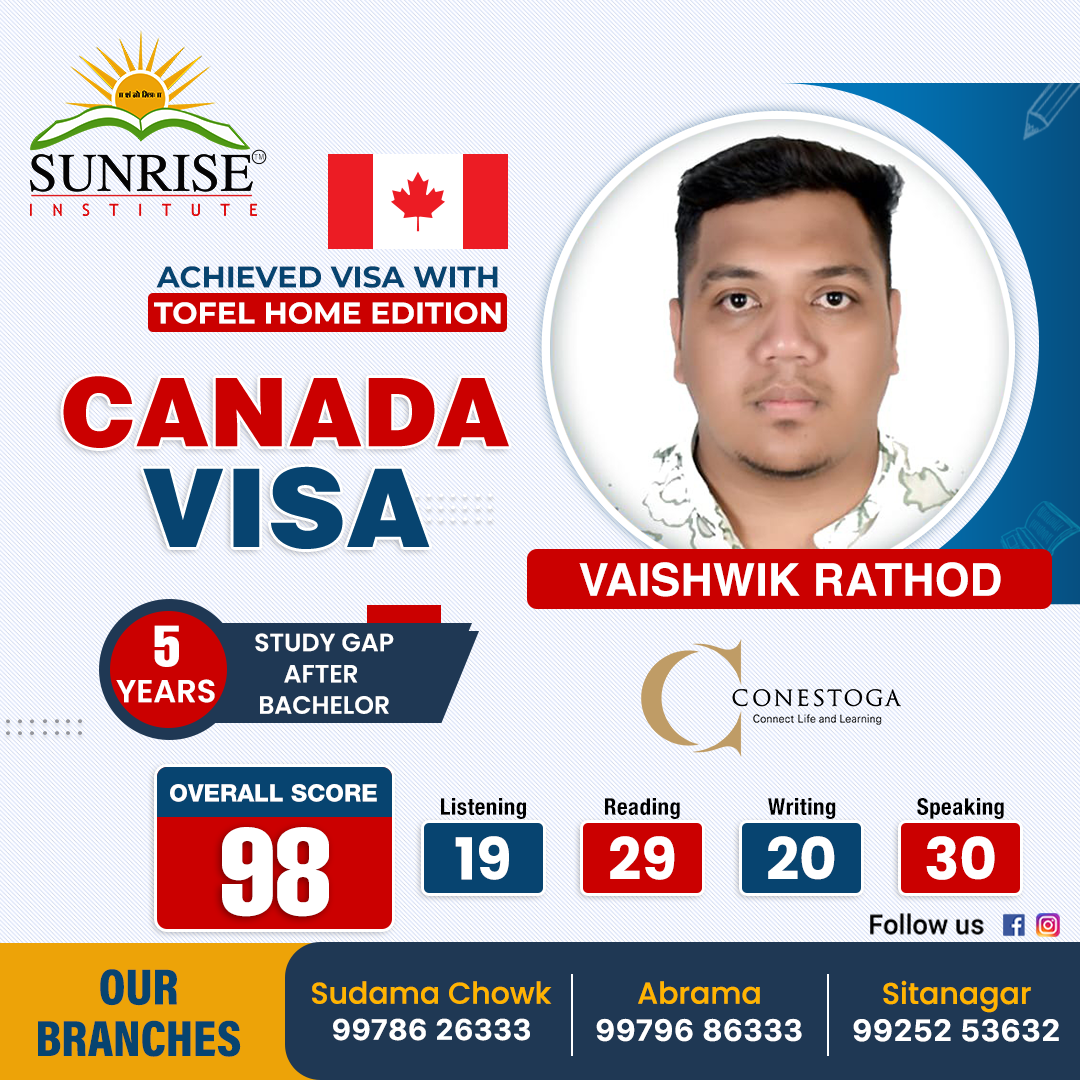 SUNRISE
TM
INSTITUTE
ACHIEVED VISA WITH
TOFEL HOME EDITION
CANADA
VISA
VAISHWIK RATHOD
5
YEARS
STUDY GAP
AFTER
BACHELOR
CONESTOGA
Connect Life and Learning
OVERALL SCORE
98
Listening
19
Reading
29
Writing
20
Speaking
30
Follow us
OUR
BRANCHES
Sudama Chowk
99786 26333
Abrama
99796 86333
Sitanagar
99252 53632